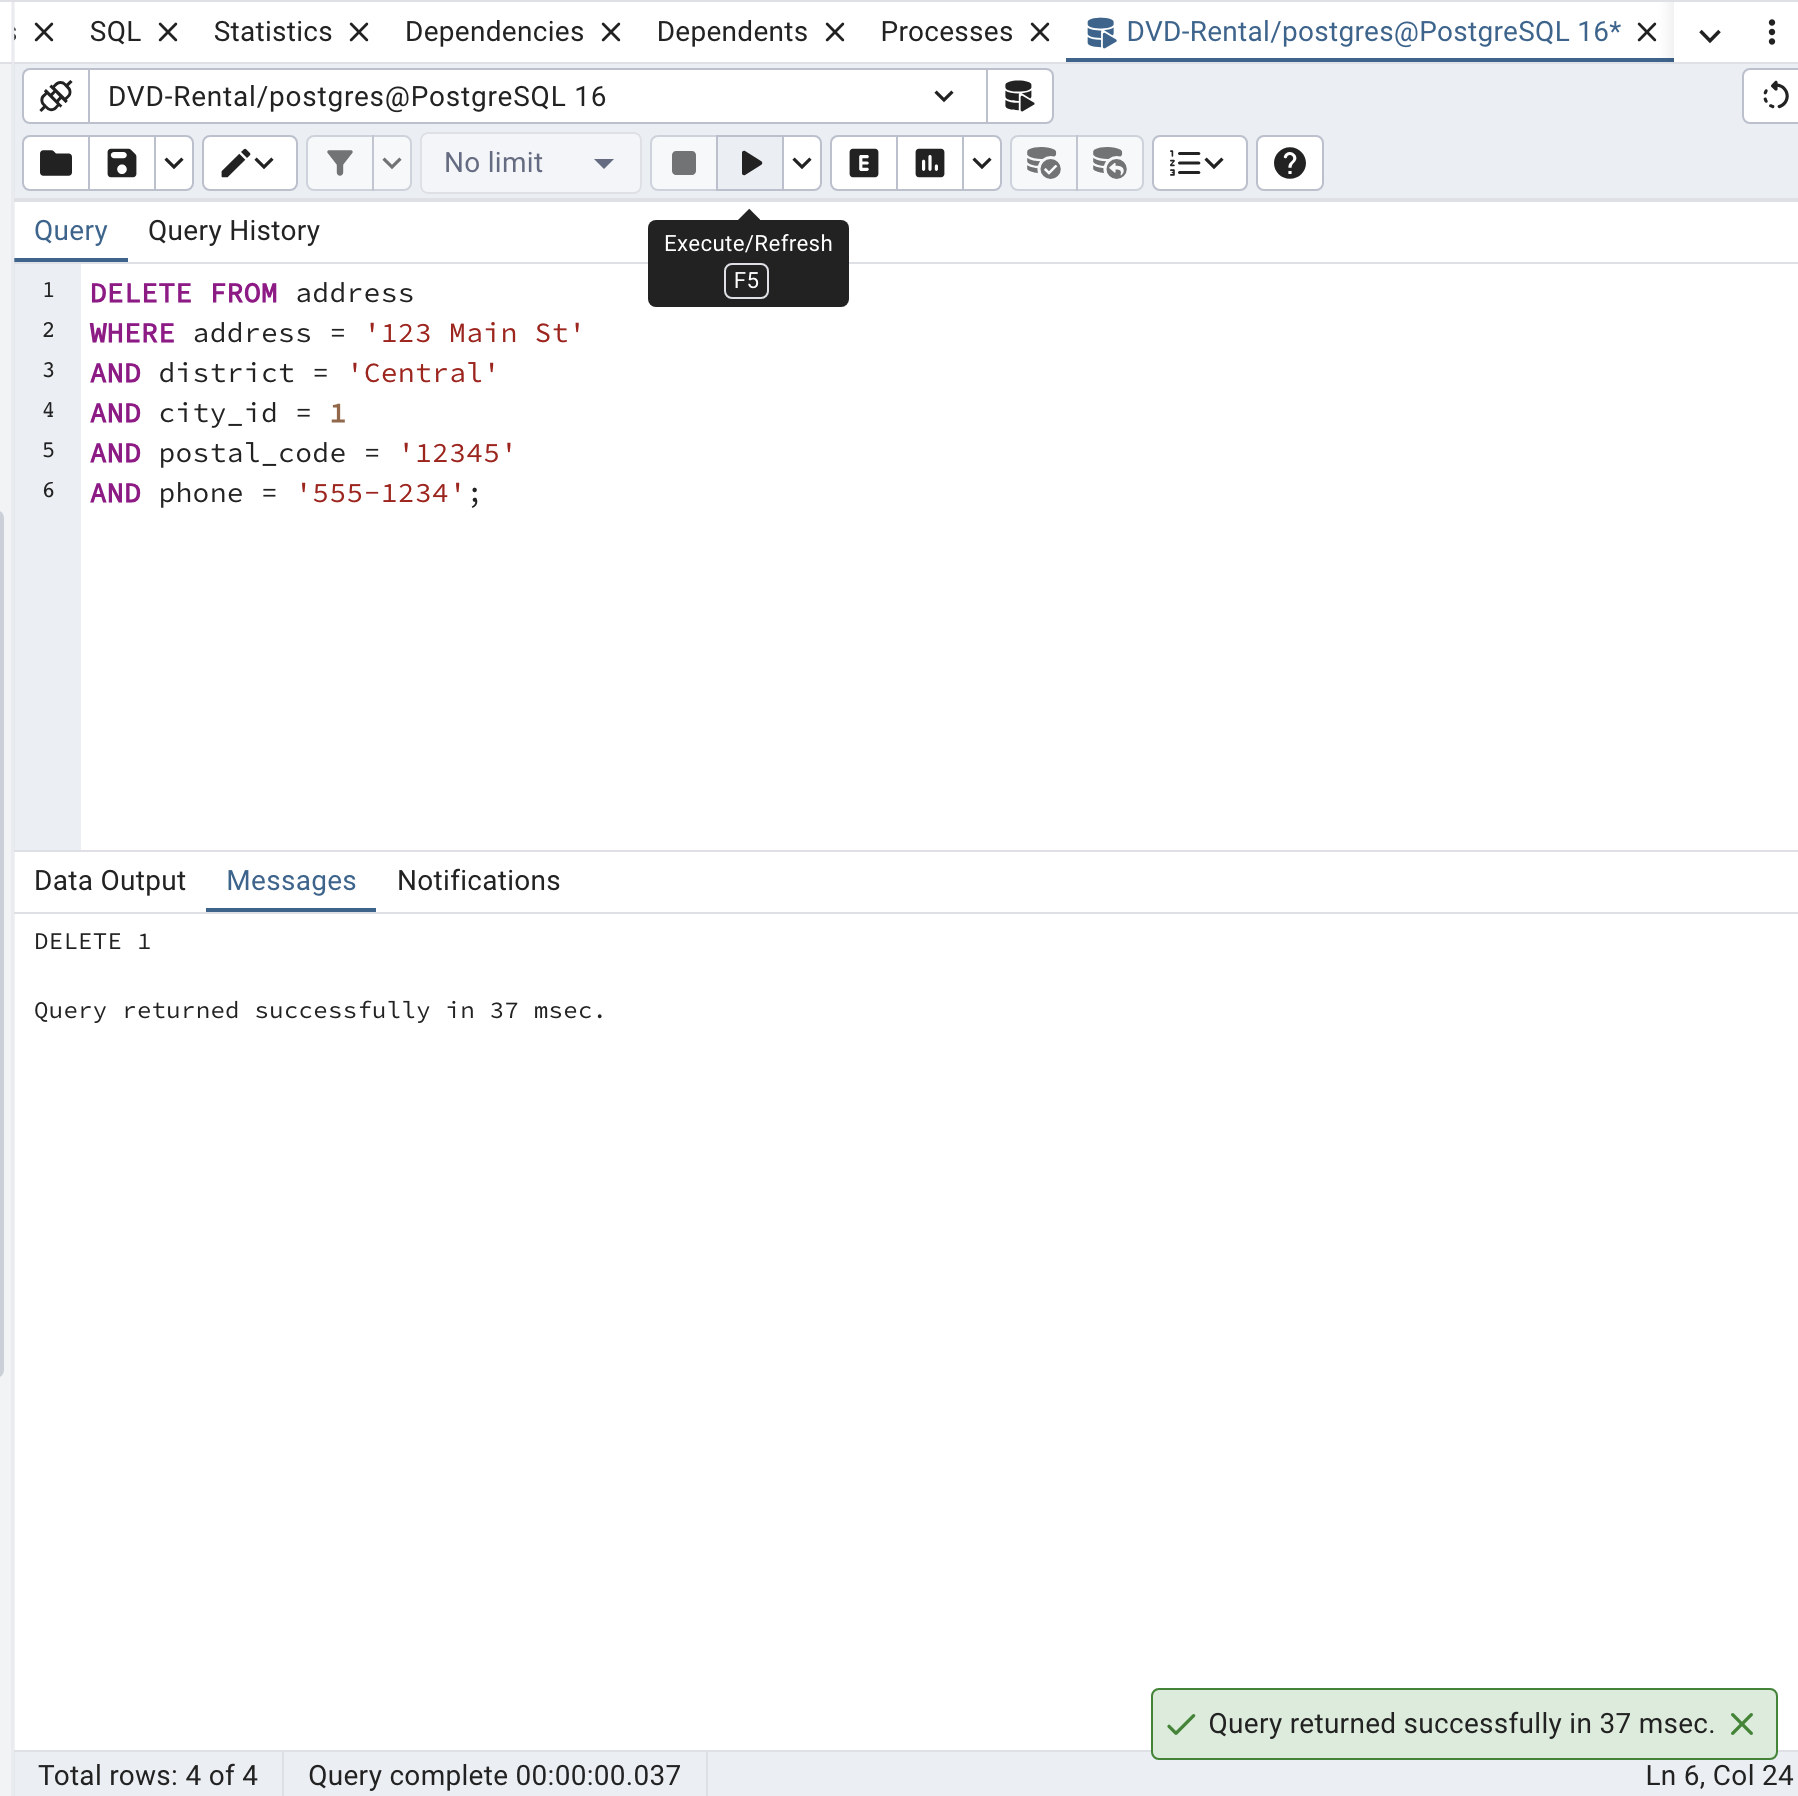 SQL Statistics Dependencies Dependents Processes DVD-Rental/postgres@PostgreSQL 16*
DVD-Rental/postgres@PostgreSQL 16
No limit E
Query Query History
Execute/Refresh
F5
1 DELETE FROM address
2 WHERE address = '123 Main St'
3 AND district = 'Central'
4 AND city_id = 1
5 AND postal_code = '12345'
6 AND phone = '555-1234';
Data Output Messages Notifications
DELETE 1
Query returned successfully in 37 msec.
Query returned successfully in 37 msec.
Total rows: 4 of 4 Query complete 00:00:00.037 Ln 6, Col 24